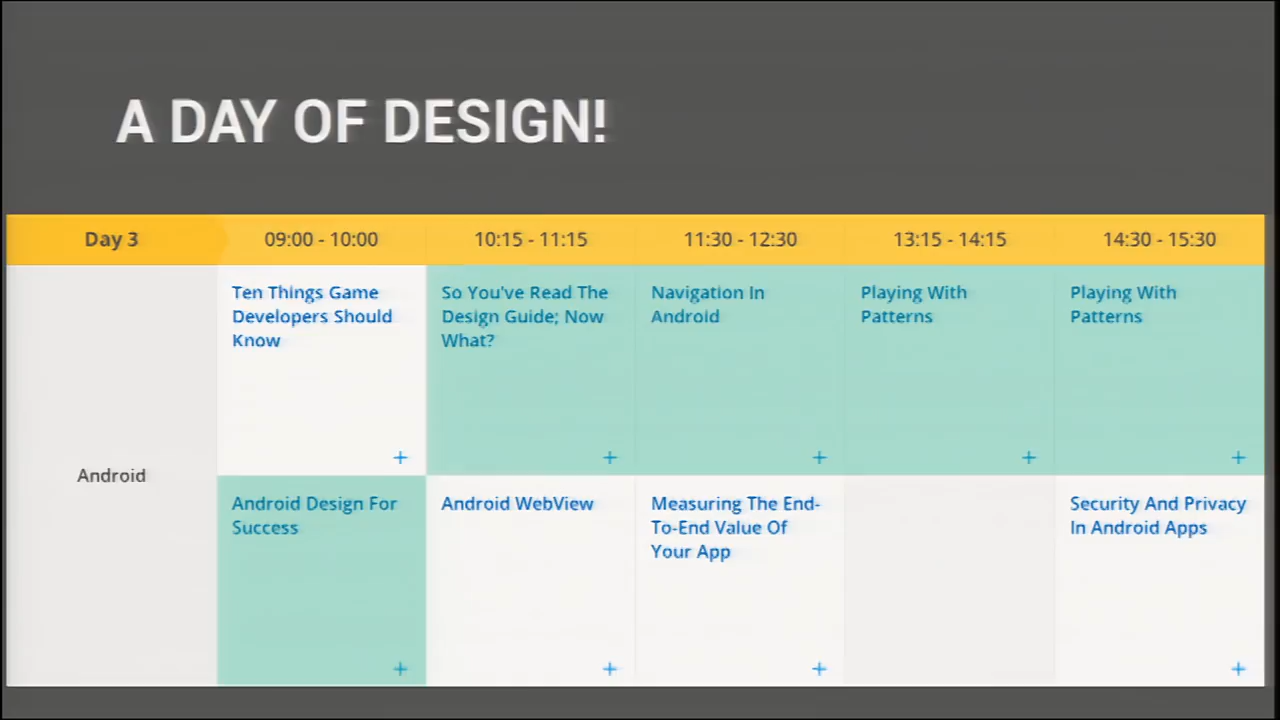 A DAY OF DESIGN!
Day 3
09:00 - 10:00
10:15 - 11:15
11:30 - 12:30
13:15 - 14:15
14:30 - 15:30
Android
Ten Things Game
Developers Should
Know
+
So You've Read The
Design Guide; Now
What?
+
Navigation In
Android
+
Playing With
Patterns
+
Playing With
Patterns
+
Android Design For
Success
+
Android WebView
+
Measuring The End-
To-End Value Of
Your App
+
Security And Privacy
In Android Apps
+